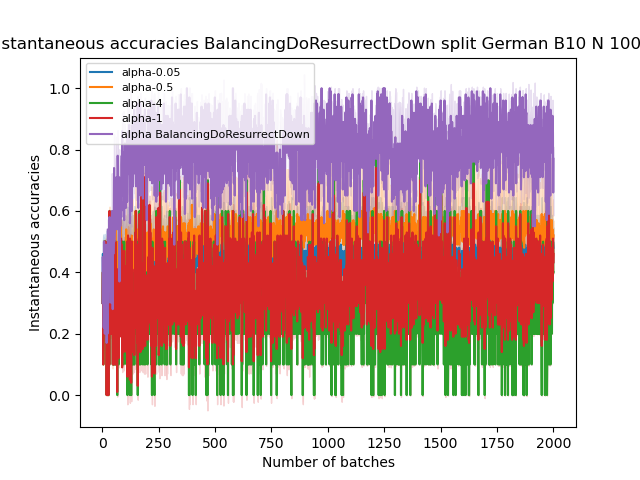 stantaneous accuracies BalancingDoResurrectDown split German B10 N 100
alpha-0.05
alpha-0.5
alpha-4
alpha-1
alpha BalancingDoResurrectDown
Instantaneous accuracies
1.0
0.8
0.6
0.4
0.2
0.0
0 250 500 750 1000 1250 1500 1750 2000
Number of batches